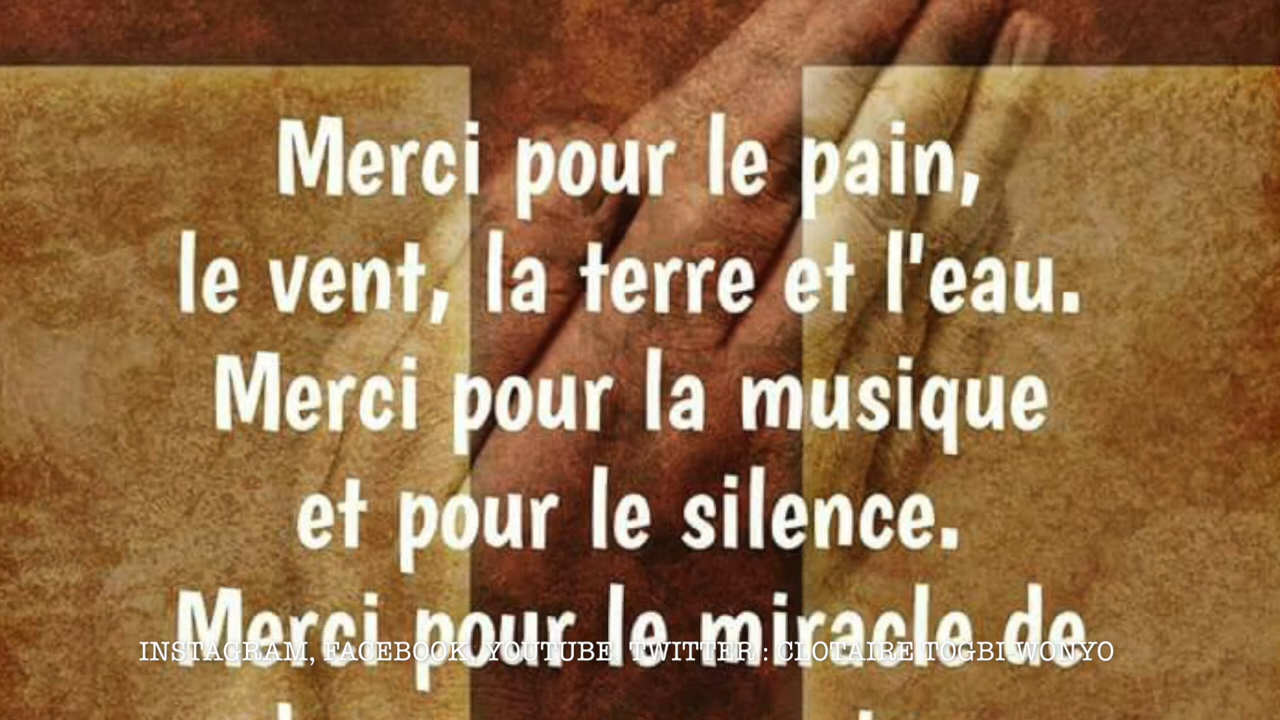 Merci pour le pain,
le vent, la terre et l'eau.
Merci pour la musique
et pour le silence.
Merci pour le miracle de
INSTAGRAM, FACEBOOK, YOUTUBE, TWITTER : CLOTAIRE TOGBI-WONYO